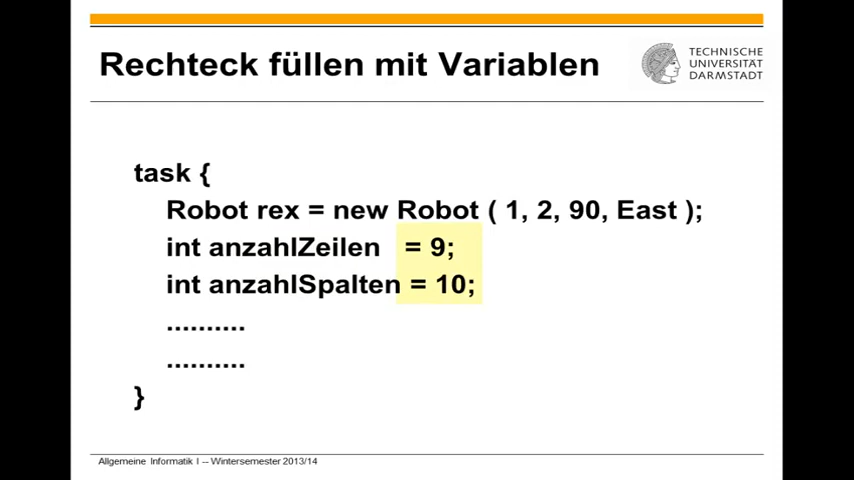 Rechteck füllen mit Variablen
TECHNISCHE
UNIVERSITÄT
DARMSTADT
task {
Robot rex = new Robot ( 1, 2, 90, East );
int anzahlZeilen = 9;
int anzahlSpalten = 10;
..........
..........
}
Allgemeine Informatik I -- Wintersemester 2013/14